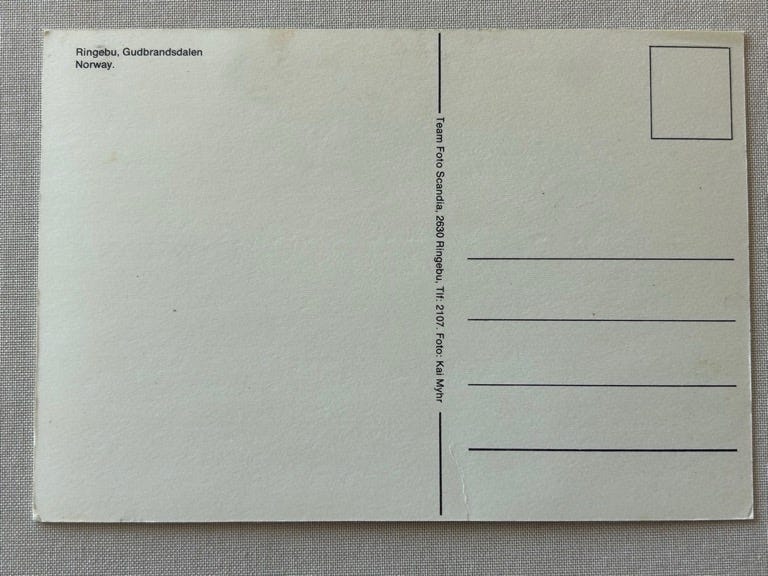 Ringebu, Gudbrandsdalen
Norway.
Team Foto Scandia, 2630 Ringebu, Tlf: 2107. Foto: Kai Myhr